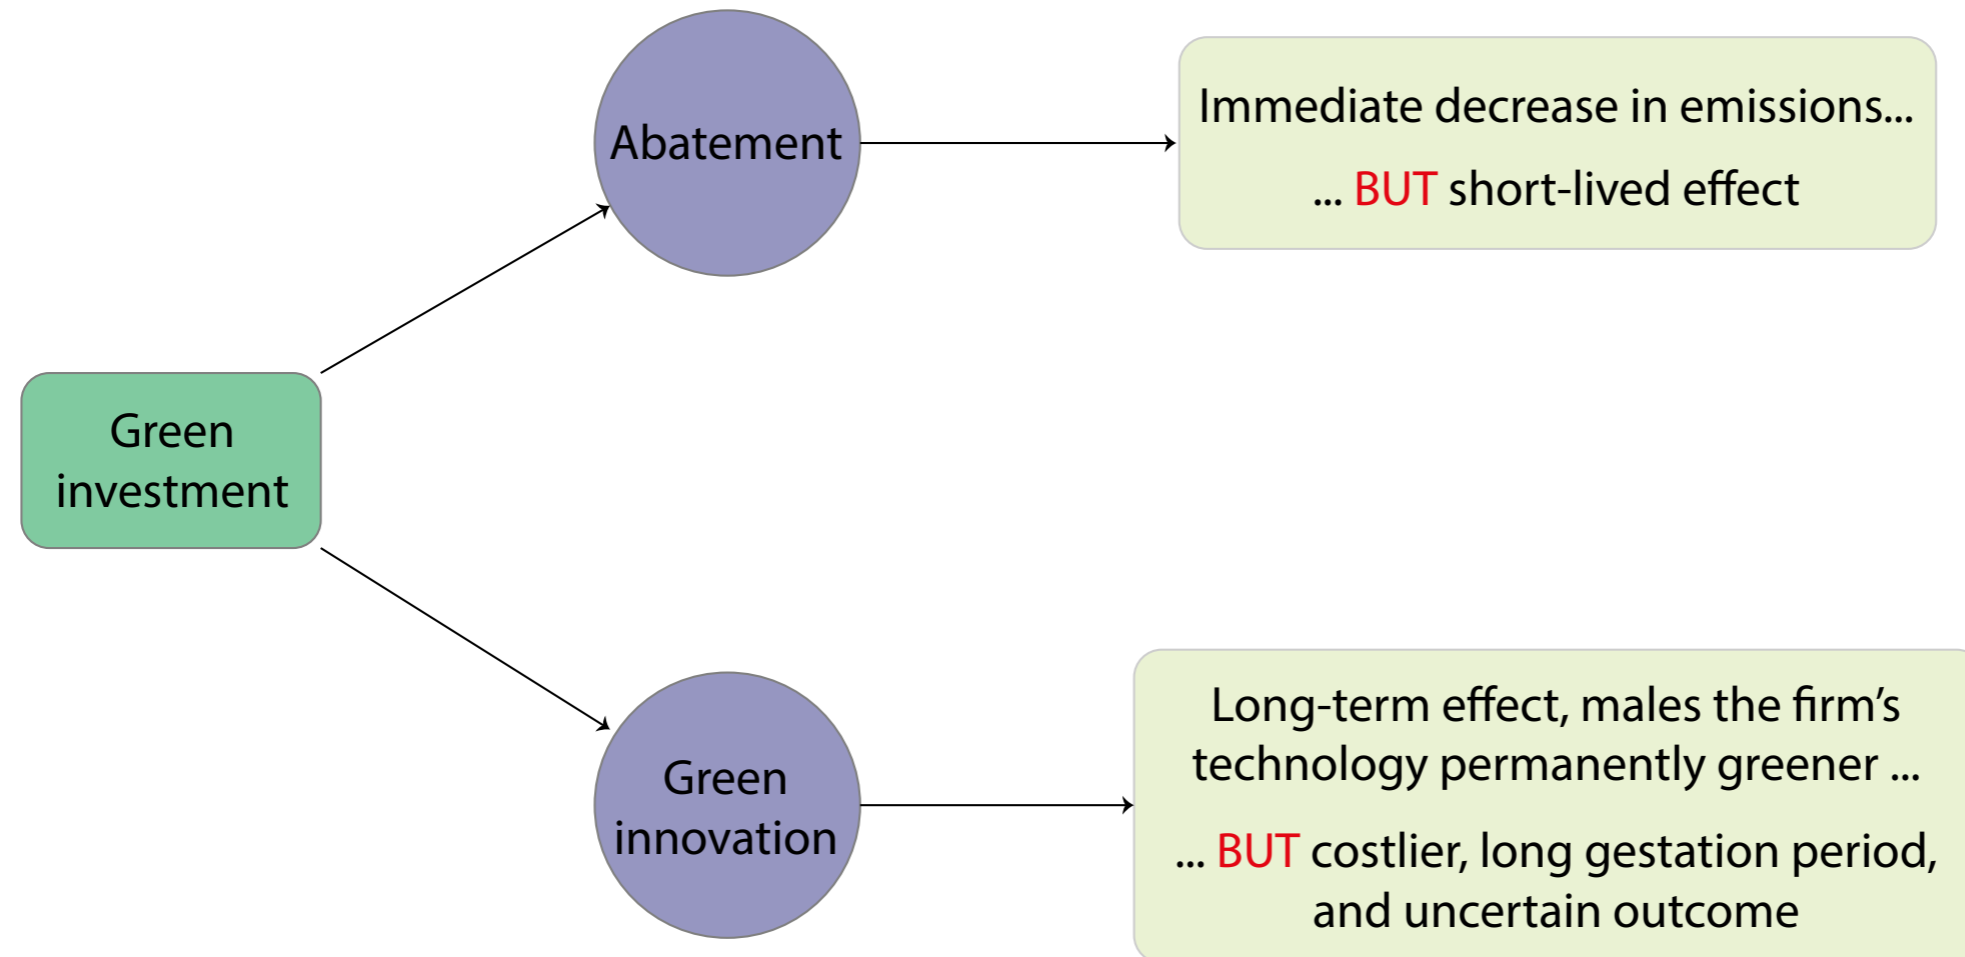 Abatement
Immediate decrease in emissions...
... BUT short-lived effect
Green
investment
Green
innovation
Long-term effect, males the firm’s
technology permanently greener ...
... BUT costlier, long gestation period,
and uncertain outcome